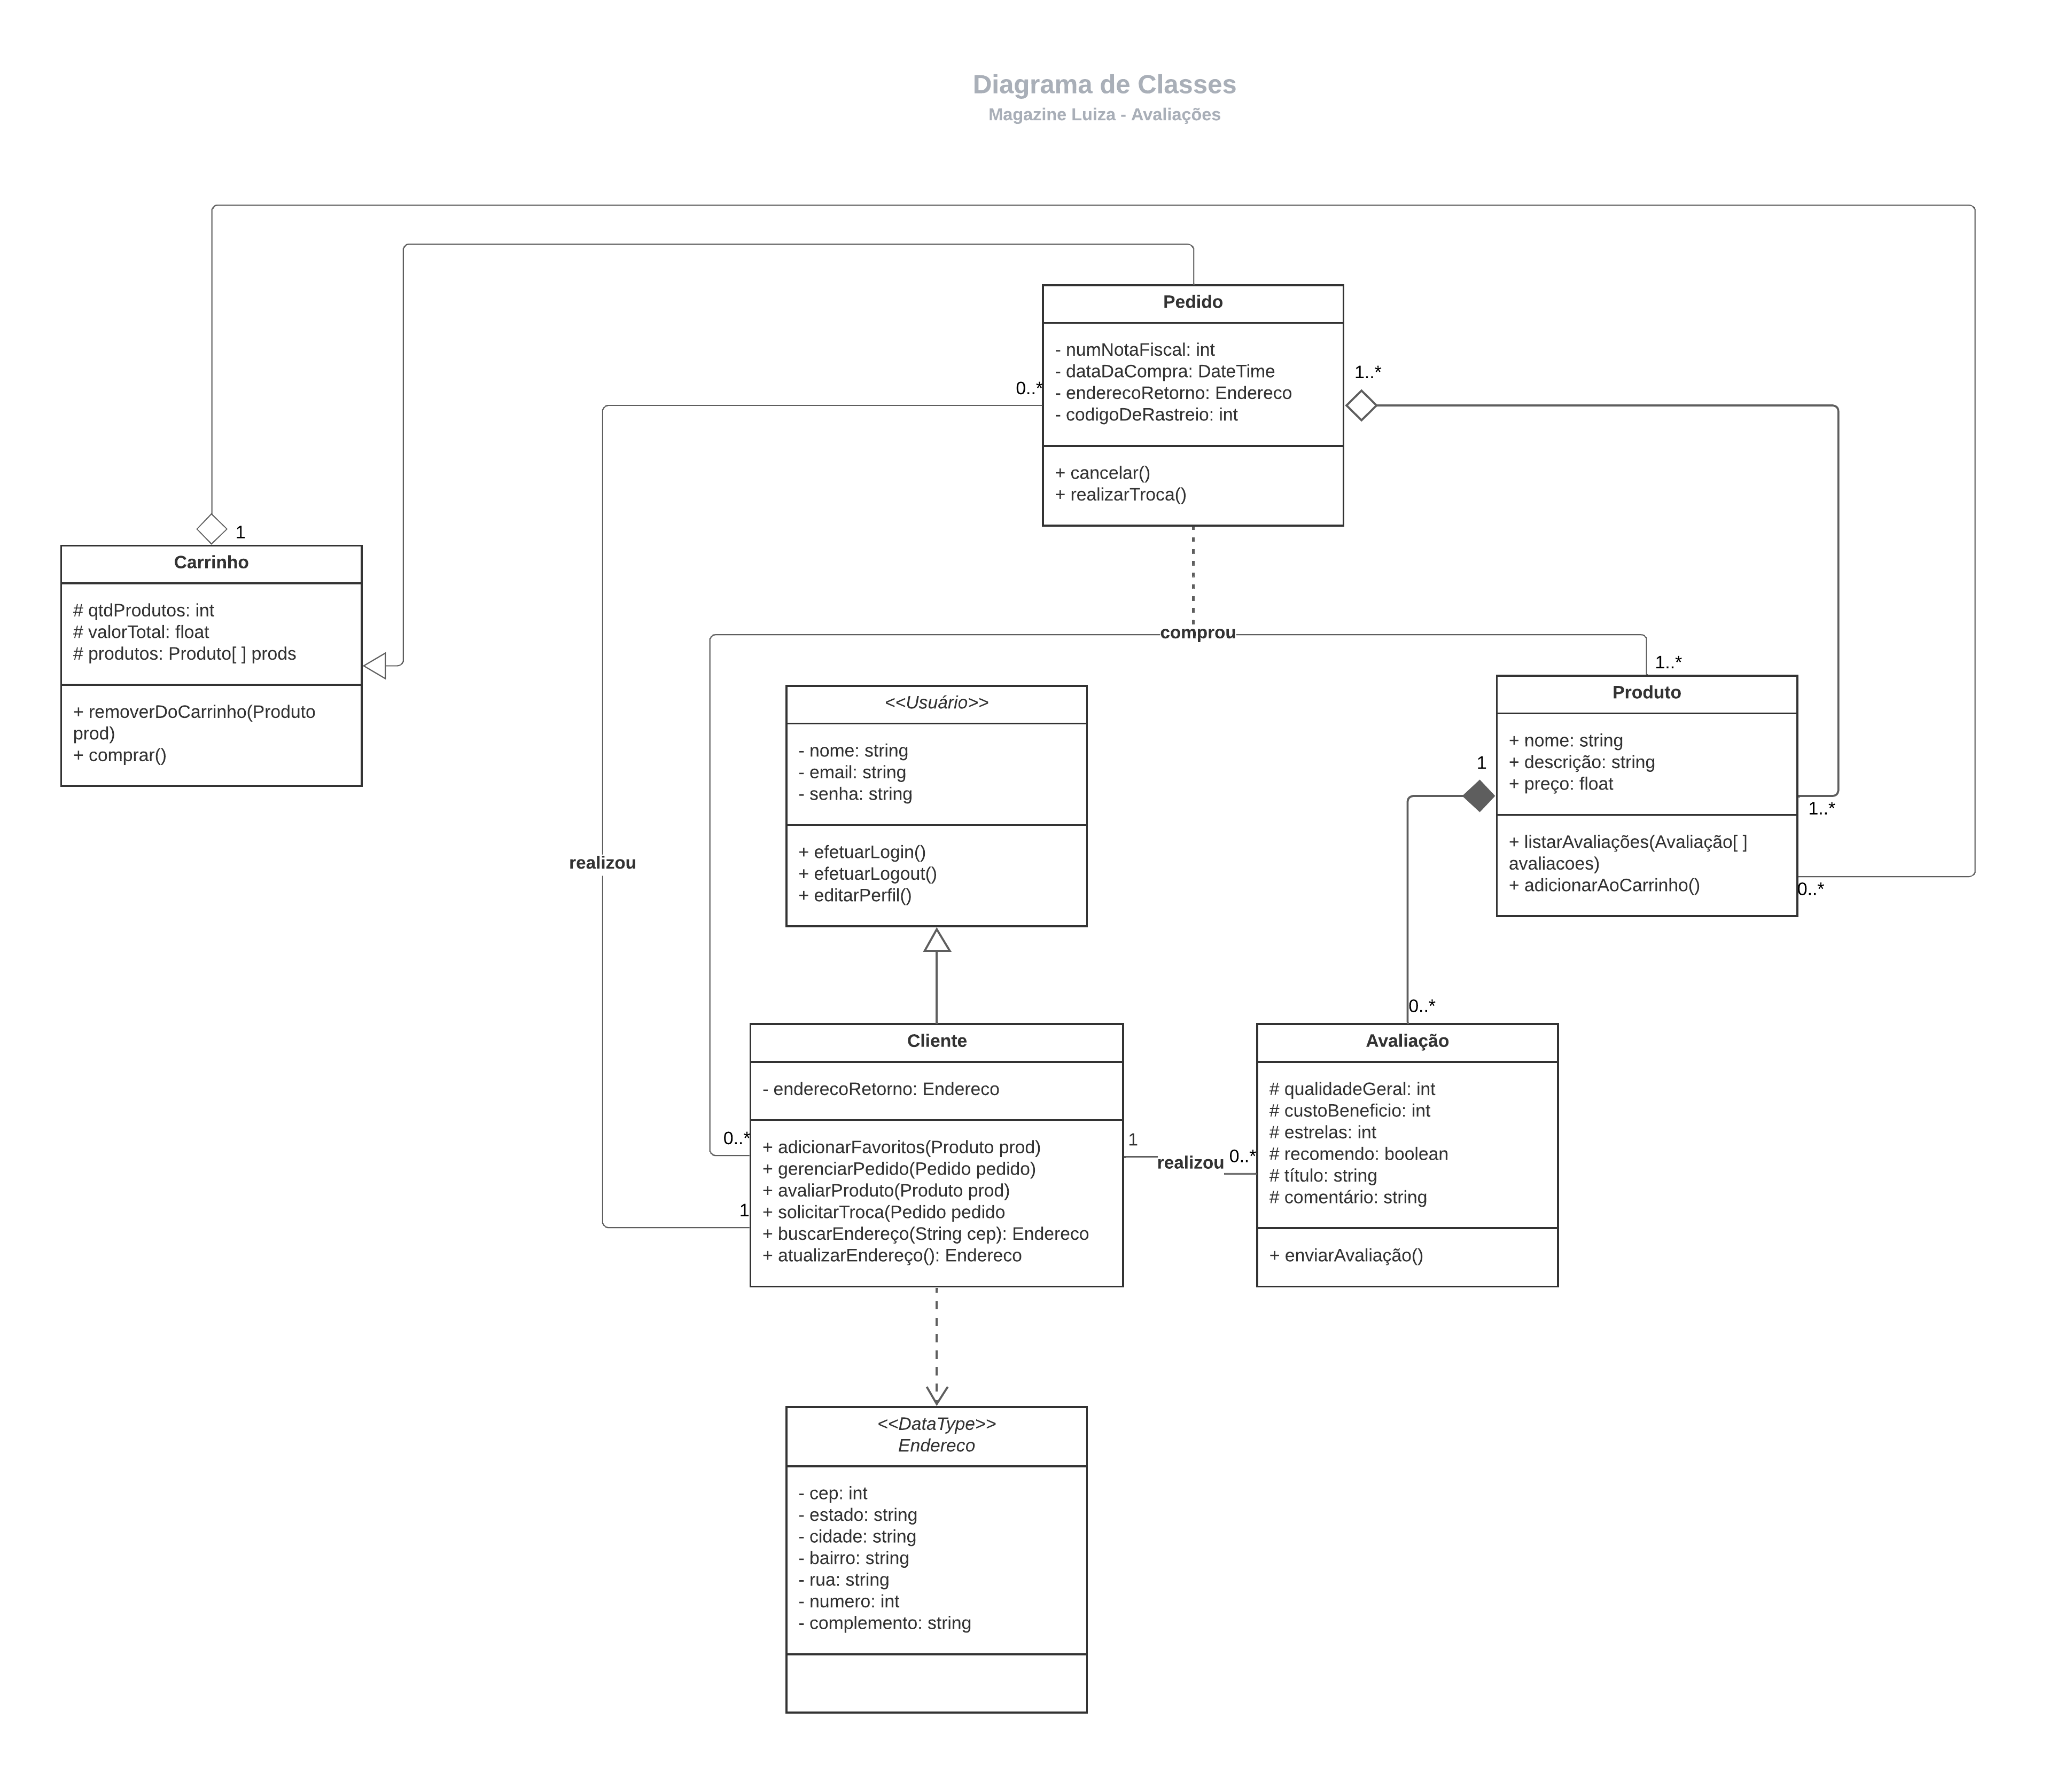 Diagrama de Classes
Magazine Luiza - Avaliações
Pedido
- numNotaFiscal: int
- dataDaCompra: DateTime
- enderecoRetorno: Endereco
- codigoDeRastreio: int
+ cancelar()
+ realizarTroca()
0..*
1..*
1
Carrinho
# qtdProdutos: int
# valorTotal: float
# produtos: Produto[ ] prods
+ removerDoCarrinho(Produto
prod)
+ comprar()
comprou
1..*
<<Usuário>>
- nome: string
- email: string
- senha: string
+ efetuarLogin()
+ efetuarLogout()
+ editarPerfil()
Produto
+ nome: string
+ descrição: string
+ preço: float
+ listarAvaliações(Avaliação[ ]
avaliacoes)
+ adicionarAoCarrinho()
1
1..*
0..*
realizou
0..*
Cliente
- enderecoRetorno: Endereco
+ adicionarFavoritos(Produto prod)
+ gerenciarPedido(Pedido pedido)
+ avaliarProduto(Produto prod)
+ solicitarTroca(Pedido pedido
+ buscarEndereço(String cep): Endereco
+ atualizarEndereço(): Endereco
0..*
1
1
realizou
0..*
Avaliação
# qualidadeGeral: int
# custoBeneficio: int
# estrelas: int
# recomendo: boolean
# título: string
# comentário: string
+ enviarAvaliação()
<<DataType>>
Endereco
- cep: int
- estado: string
- cidade: string
- bairro: string
- rua: string
- numero: int
- complemento: string